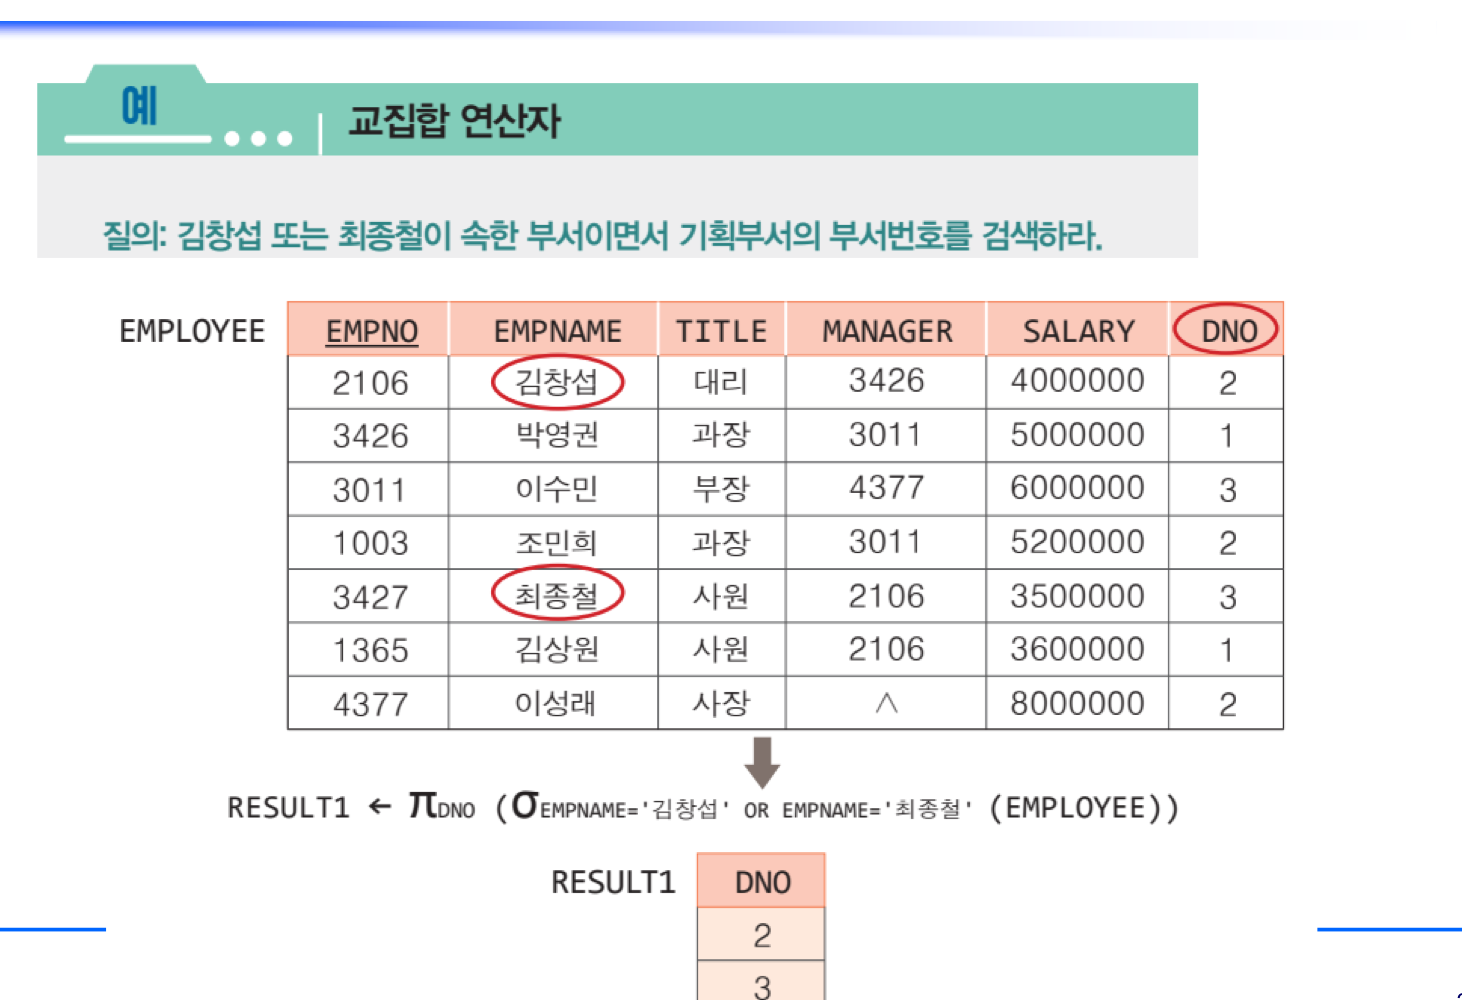 예
교집합 연산자
질의: 김창섭 또는 최종철이 속한 부서이면서 기획부서의 부서번호를 검색하라.
EMPLOYEE EMPNO EMPNAME TITLE MANAGER SALARY DNO
2106 김창섭 대리 3426 4000000 2
3426 박영권 과장 3011 5000000 1
3011 이수민 부장 4377 6000000 3
1003 조민희 과장 3011 5200000 2
3427 최종철 사원 2106 3500000 3
1365 김상원 사원 2106 3600000 1
4377 이성래 사장 ∧ 8000000 2
RESULT1 ← πDNO (σEMPNAME='김창섭' OR EMPNAME='최종철' (EMPLOYEE))
RESULT1 DNO
2
3